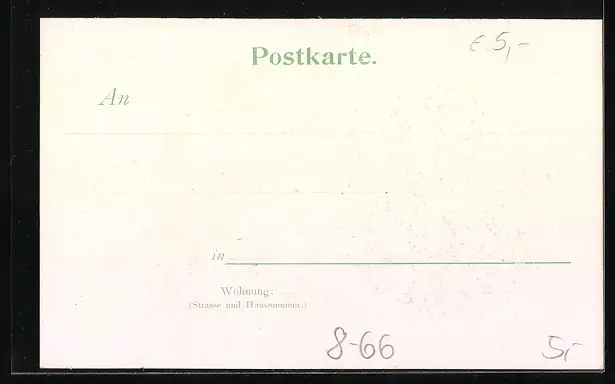 € 5,-
Postkarte.
An
in
Wohnung:
(Strasse und Hausnummer.)
8-66
5,-